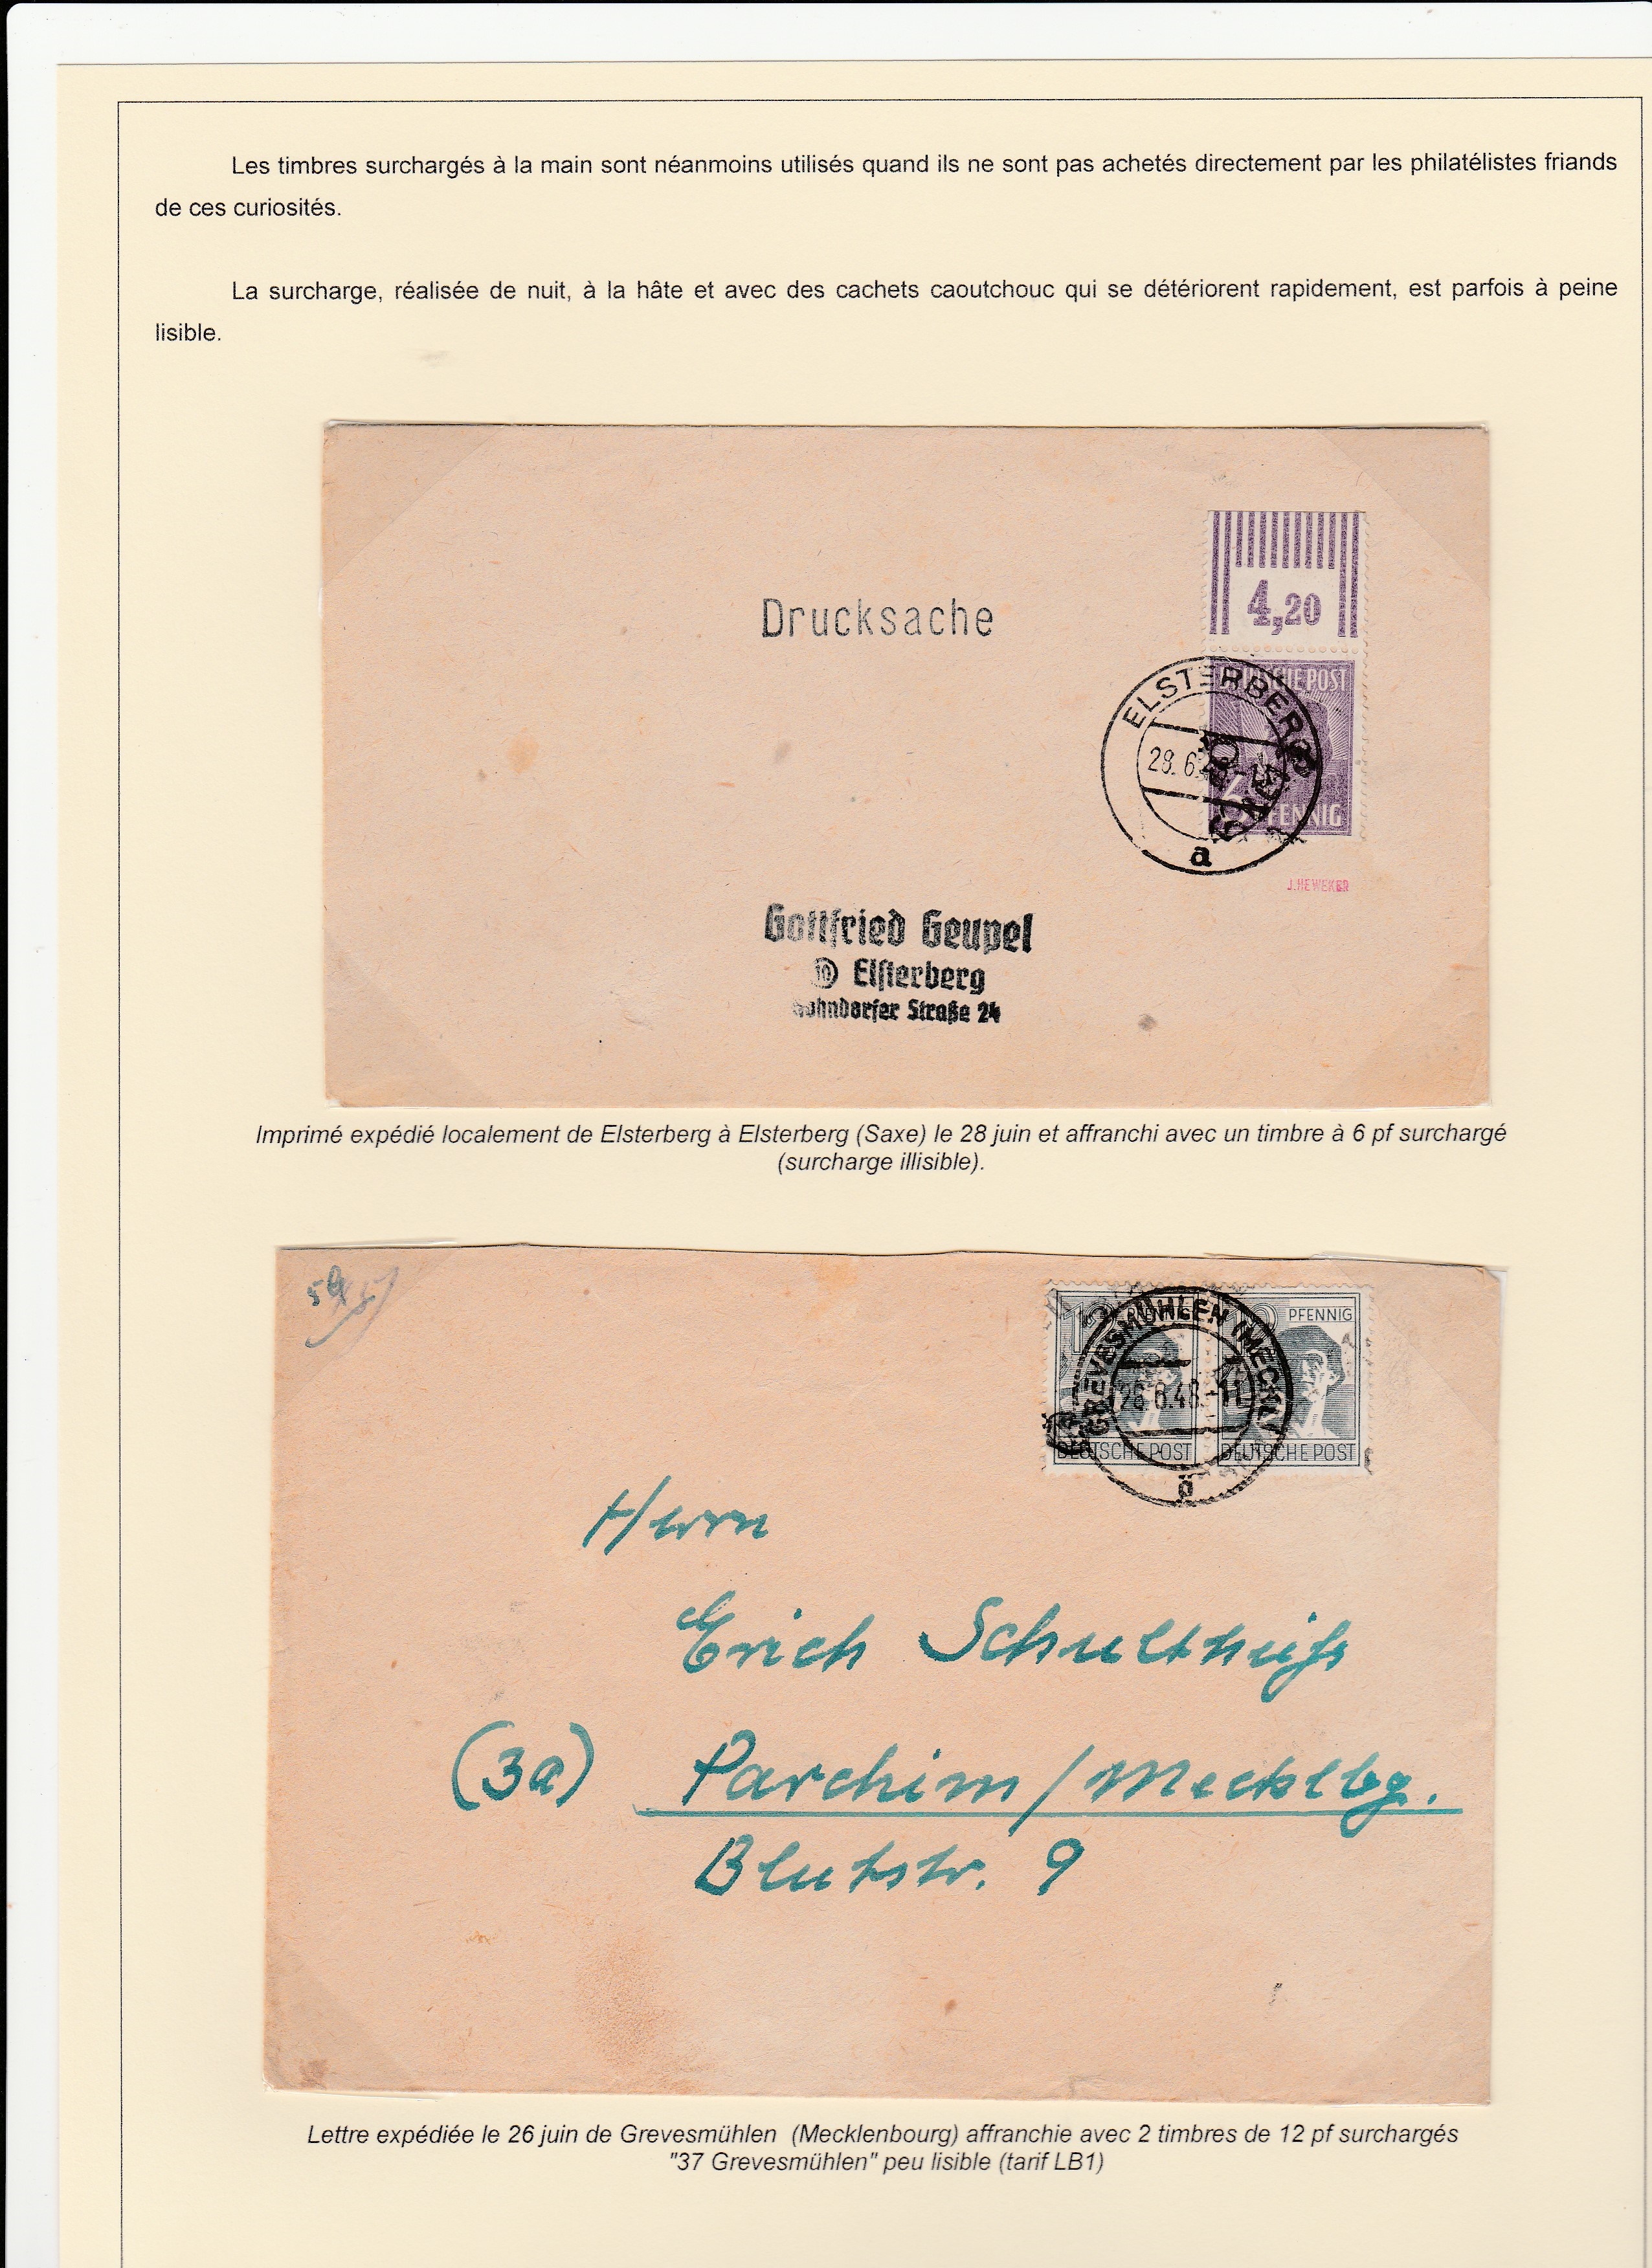 Les timbres surchargés à la main sont néanmoins utilisés quand ils ne sont pas achetés directement par les philatélistes friands
de ces curiosités.
La surcharge, réalisée de nuit, à la hâte et avec des cachets caoutchouc qui se détériorent rapidement, est parfois à peine
lisible.
4,20
Drucksache
POST
ELSTERBERG
28.6
PFENNIG
a
J.HEWEKER
Gottfried Geupel
10 Elsterberg
Straße 24
Imprimé expédié localement de Elsterberg à Elsterberg (Saxe) le 28 juin et affranchi avec un timbre à 6 pf surchargé
(surcharge illisible).
12 PFENNIG 12 PFENNIG
GREVESMÜHLEN (MECKL)
26.6.48
DEUTSCHE POST DEUTSCHE POST
Herrn
Erich Schultheiß
(3a) Parchim/Mecklbg.
Blutstr. 9
Lettre expédiée le 26 juin de Grevesmühlen (Mecklenbourg) affranchie avec 2 timbres de 12 pf surchargés
"37 Grevesmühlen" peu lisible (tarif LB1)